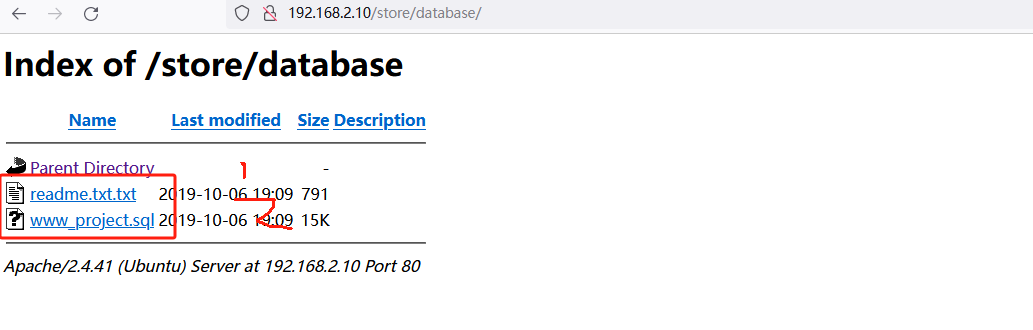 192.168.2.10/store/database/
Index of /store/database
Name Last modified Size Description
Parent Directory 1 -
readme.txt.txt 2019-10-06 19:09 791
www_project.sql 2019-10-06 19:09 15K
2
Apache/2.4.41 (Ubuntu) Server at 192.168.2.10 Port 80